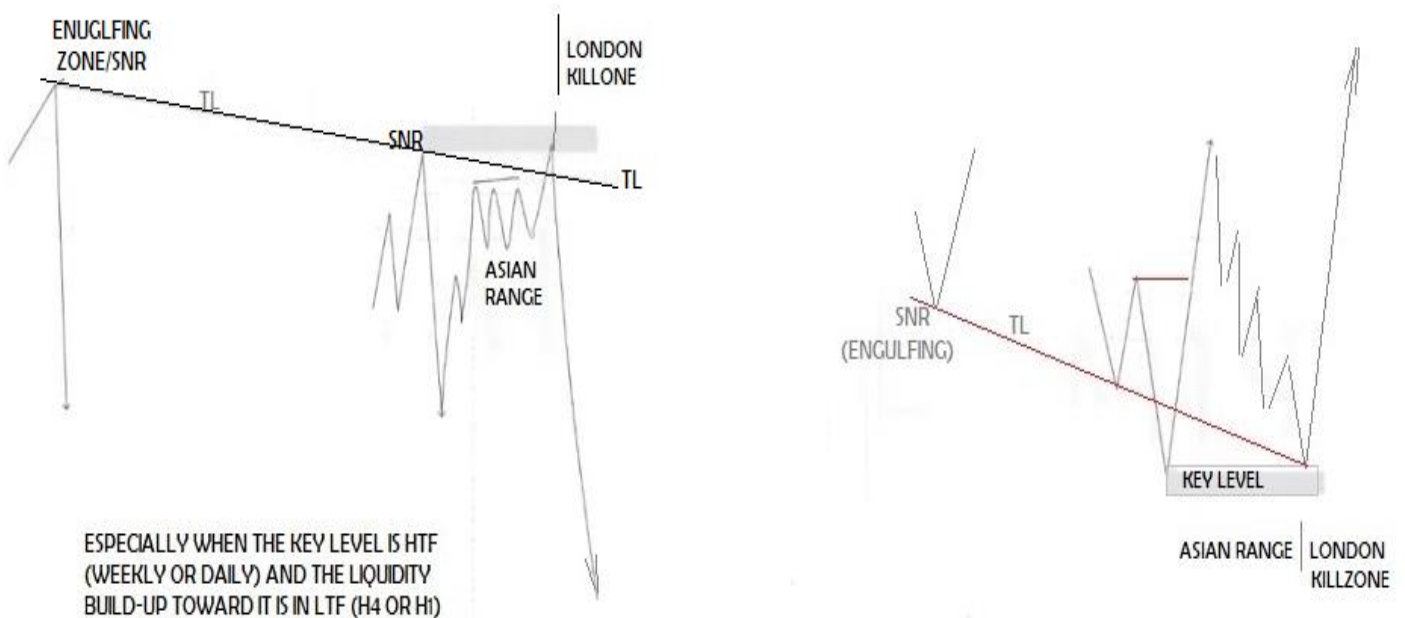 ENUGLFING
ZONE/SNR
TL
LONDON
KILLONE
SNR
TL
ASIAN
RANGE
ESPECIALLY WHEN THE KEY LEVEL IS HTF
(WEEKLY OR DAILY) AND THE LIQUIDITY
BUILD-UP TOWARD IT IS IN LTF (H4 OR H1)
SNR
(ENGULFING)
TL
KEY LEVEL
ASIAN RANGE
LONDON
KILLZONE